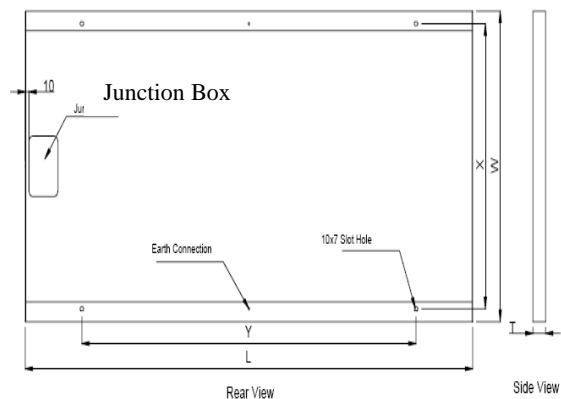 10
Junction Box
Jur
X
W
Earth Connection
10x7 Slot Hole
Y
T
L
Rear View
Side View